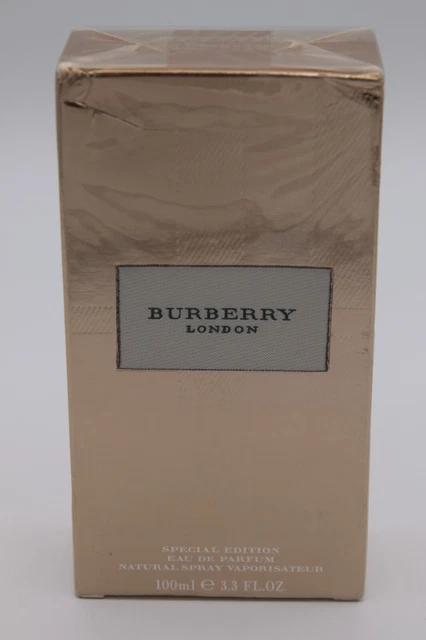 BURBERRY
LONDON
SPECIAL EDITION
EAU DE PARFUM
NATURAL SPRAY VAPORISATEUR
100ml ℮ 3.3 FL.OZ.